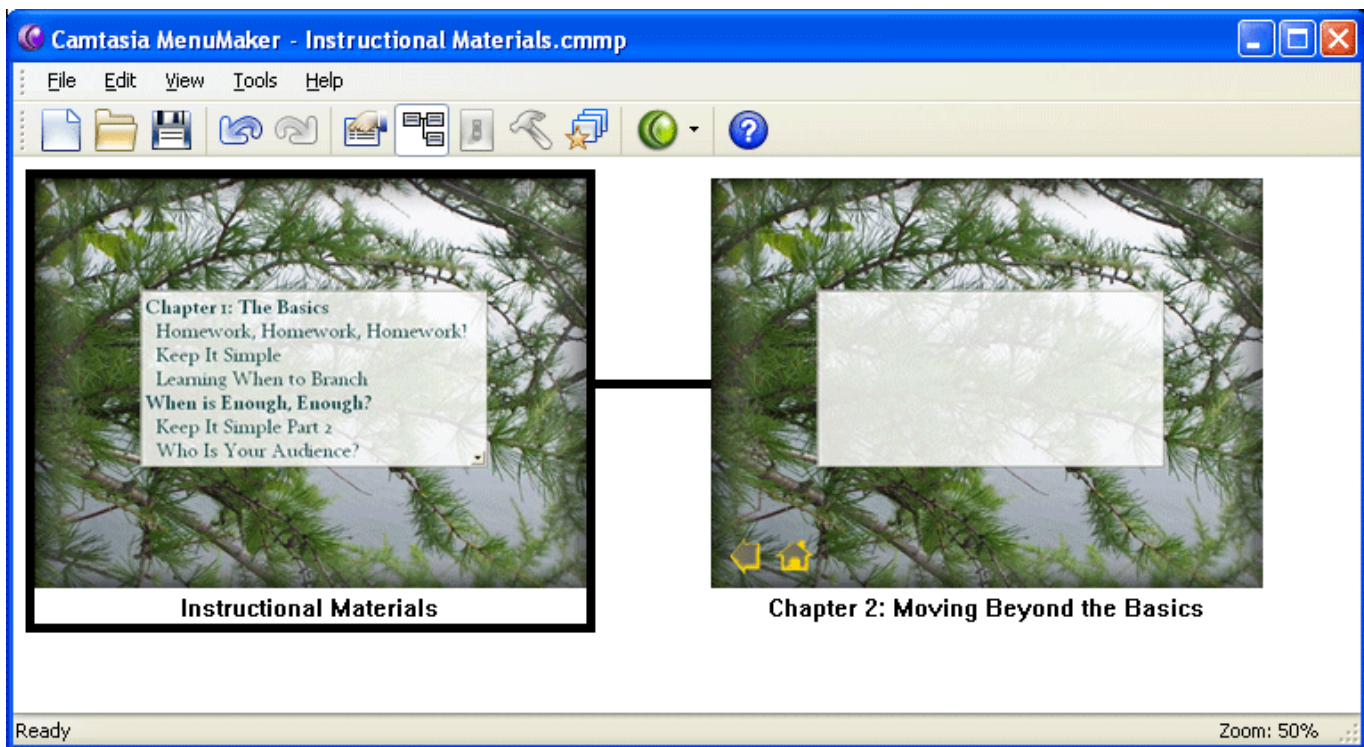 Camtasia MenuMaker - Instructional Materials.cmmp
File Edit View Tools Help
Chapter 1: The Basics
Homework, Homework, Homework!
Keep It Simple
Learning When to Branch
When is Enough, Enough?
Keep It Simple Part 2
Who Is Your Audience?
Instructional Materials
Chapter 2: Moving Beyond the Basics
Ready
Zoom: 50%